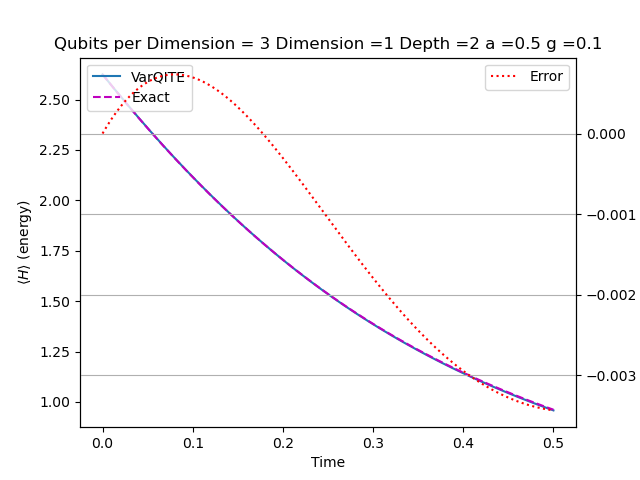 Qubits per Dimension = 3 Dimension =1 Depth =2 a =0.5 g =0.1
VarQITE
Exact
Error
2.50
2.25
2.00
1.75
1.50
1.25
1.00
⟨H⟩ (energy)
0.000
−0.001
−0.002
−0.003
0.0 0.1 0.2 0.3 0.4 0.5
Time